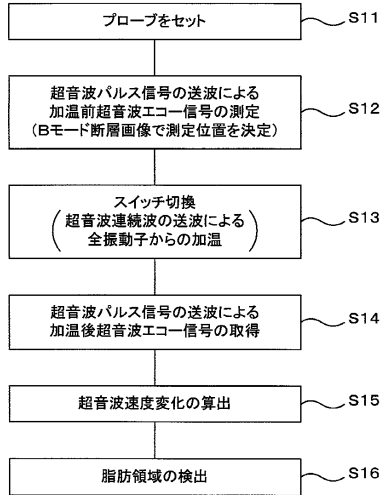 プローブをセット
S11
超音波パルス信号の送波による
加温前超音波エコー信号の測定
(Bモード断層画像で測定位置を決定)
S12
スイッチ切換
(超音波連続波の送波による
全振動子からの加温)
S13
超音波パルス信号の送波による
加温後超音波エコー信号の取得
S14
超音波速度変化の算出
S15
脂肪領域の検出
S16